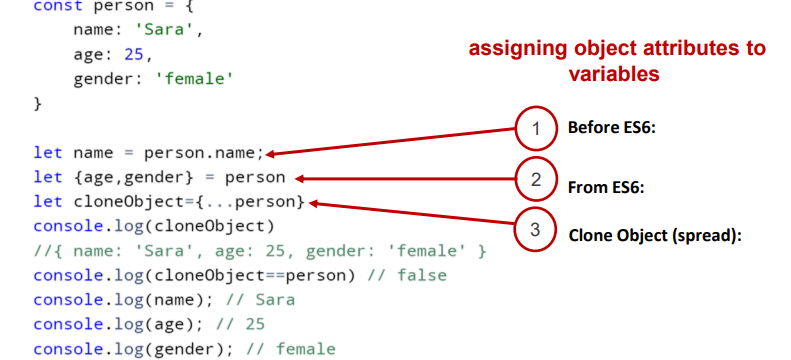 const person = {
    name: 'Sara',
    age: 25,
    gender: 'female'
}
let name = person.name;
let {age,gender} = person
let cloneObject={...person}
console.log(cloneObject)
//{ name: 'Sara', age: 25, gender: 'female' }
console.log(cloneObject==person) // false
console.log(name); // Sara
console.log(age); // 25
console.log(gender); // female
assigning object attributes to
variables
1 Before ES6:
2 From ES6:
3 Clone Object (spread):